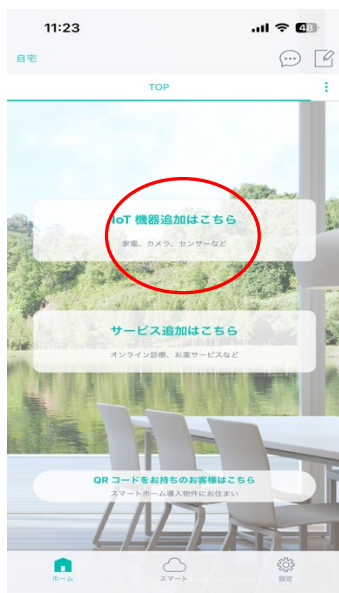 11:23
48
自宅
TOP
IoT 機器追加はこちら
家電、カメラ、センサーなど
サービス追加はこちら
オンライン診療、お薬サービスなど
QR コードをお持ちのお客様はこちら
スマートホーム導入物件にお住まい
ホーム
スマート
設定